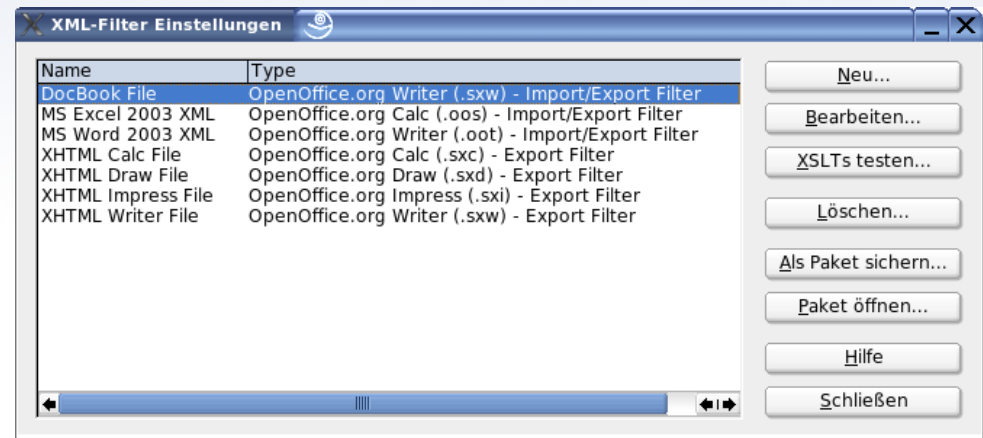 XML-Filter Einstellungen
Name Type
DocBook File OpenOffice.org Writer (.sxw) - Import/Export Filter
MS Excel 2003 XML OpenOffice.org Calc (.oos) - Import/Export Filter
MS Word 2003 XML OpenOffice.org Writer (.oot) - Import/Export Filter
XHTML Calc File OpenOffice.org Calc (.sxc) - Export Filter
XHTML Draw File OpenOffice.org Draw (.sxd) - Export Filter
XHTML Impress File OpenOffice.org Impress (.sxi) - Export Filter
XHTML Writer File OpenOffice.org Writer (.sxw) - Export Filter
Neu...
Bearbeiten...
XSLTs testen...
Löschen...
Als Paket sichern...
Paket öffnen...
Hilfe
Schließen